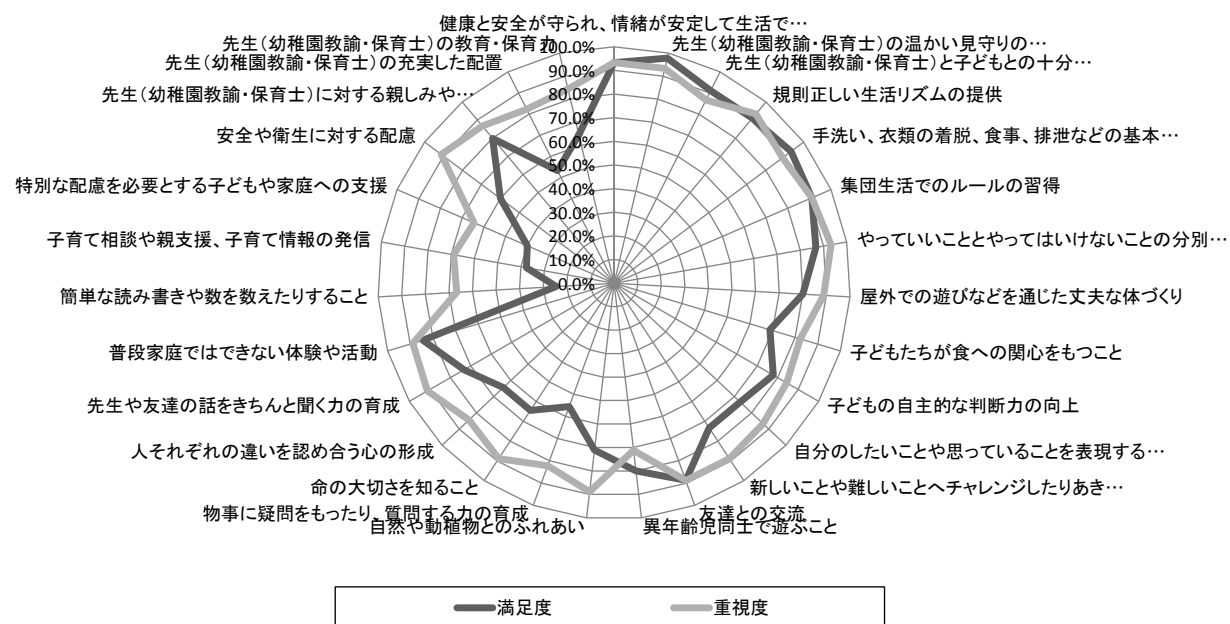 健康と安全が守られ、情緒が安定して生活で…
先生（幼稚園教諭・保育士）の温かい見守りの…
先生（幼稚園教諭・保育士）と子どもとの十分…
規則正しい生活リズムの提供
手洗い、衣類の着脱、食事、排泄などの基本…
集団生活でのルールの習得
やっていいこととやってはいけないことの分別…
屋外での遊びなどを通じた丈夫な体づくり
子どもたちが食への関心をもつこと
子どもの自主的な判断力の向上
自分のしたいことや思っていることを表現する…
新しいことや難しいことへチャレンジしたりあき…
友達との交流
異年齢児同士で遊ぶこと
自然や動植物とのふれあい
物事に疑問をもったり、質問する力の育成
命の大切さを知ること
人それぞれの違いを認め合う心の形成
先生や友達の話をきちんと聞く力の育成
普段家庭ではできない体験や活動
簡単な読み書きや数を数えたりすること
子育て相談や親支援、子育て情報の発信
特別な配慮を必要とする子どもや家庭への支援
安全や衛生に対する配慮
先生（幼稚園教諭・保育士）に対する親しみや…
先生（幼稚園教諭・保育士）の充実した配置
先生（幼稚園教諭・保育士）の教育・保育力
100.0%
90.0%
80.0%
70.0%
60.0%
50.0%
40.0%
30.0%
20.0%
10.0%
0.0%
満足度
重視度